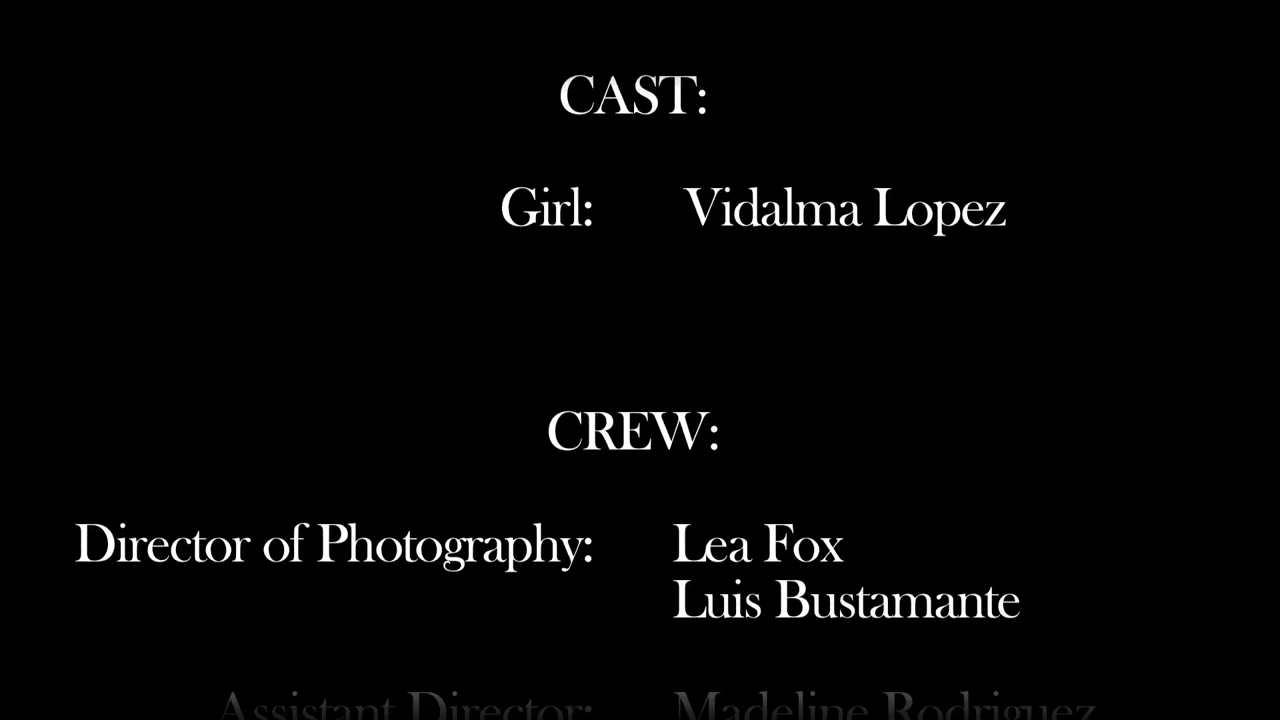 CAST:
Girl: Vidalma Lopez
CREW:
Director of Photography: Lea Fox
Luis Bustamante
Assistant Director: Madeline Rodriguez